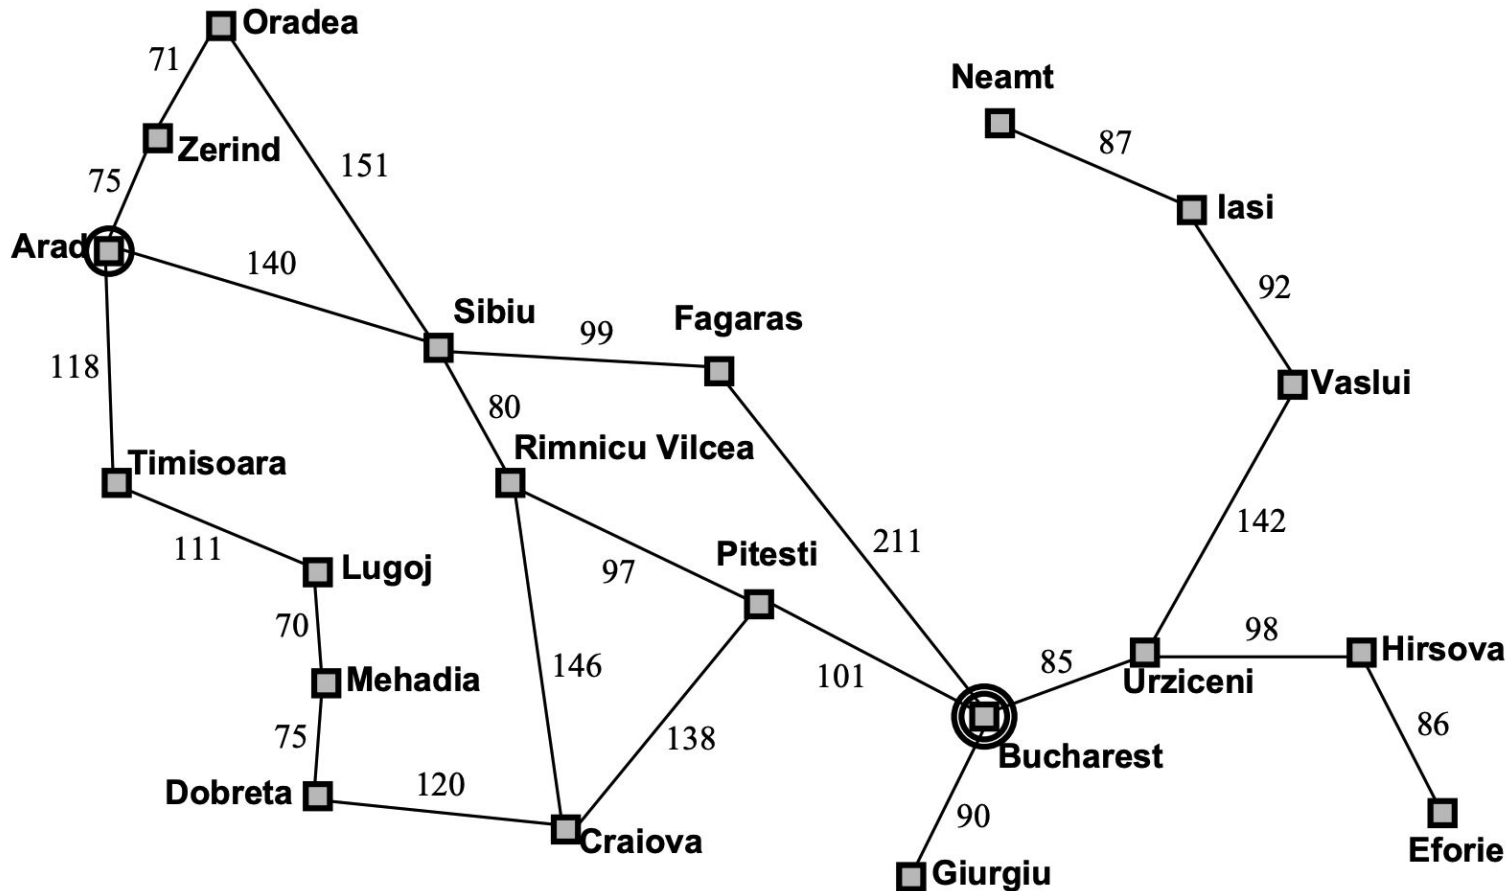 Oradea
71
Neamt
Zerind
87
151
75
Iasi
Arad
140
92
Sibiu
Fagaras
99
118
Vaslui
80
Timisoara
Rimnicu Vilcea
142
211
111
Lugoj
97
Pitesti
70
98
Hirsova
146
101
85
Mehadia
Urziceni
86
75
138
Bucharest
Dobreta
120
90
Craiova
Eforie
Giurgiu